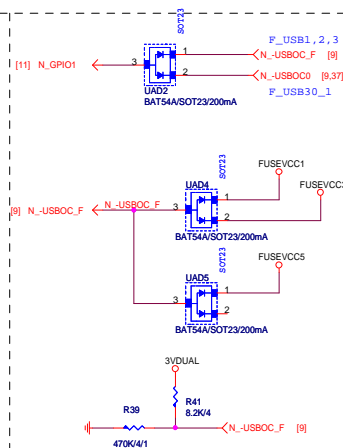 SOT23
F_USB1,2,3
1
N_-USBOC_F [9]
[11] N_GPIO1
3
2
N_-USBOC0 [9,37]
UAD2
F_USB30_1
BAT54A/SOT23/200mA
SOT23
FUSEVCC1
UAD4
FUSEVCC
1
[9] N_-USBOC_F
N_-USBOC_F
3
2
BAT54A/SOT23/200mA
SOT23
FUSEVCC5
UAD5
1
3
2
BAT54A/SOT23/200mA
3VDUAL
R41
8.2K/4
R39
N_-USBOC_F [9]
470K/4/1